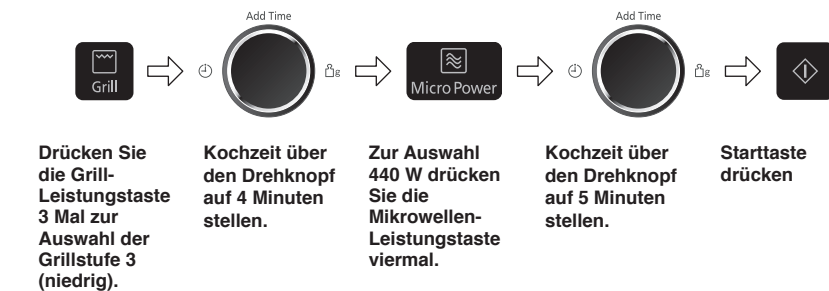 Add Time
Add Time
Grill
g
Micro Power
g
Drücken Sie
die Grill-
Leistungstaste
3 Mal zur
Auswahl der
Grillstufe 3
(niedrig).
Kochzeit über
den Drehknopf
auf 4 Minuten
stellen.
Zur Auswahl
440 W drücken
Sie die
Mikrowellen-
Leistungstaste
viermal.
Kochzeit über
den Drehknopf
auf 5 Minuten
stellen.
Starttaste
drücken